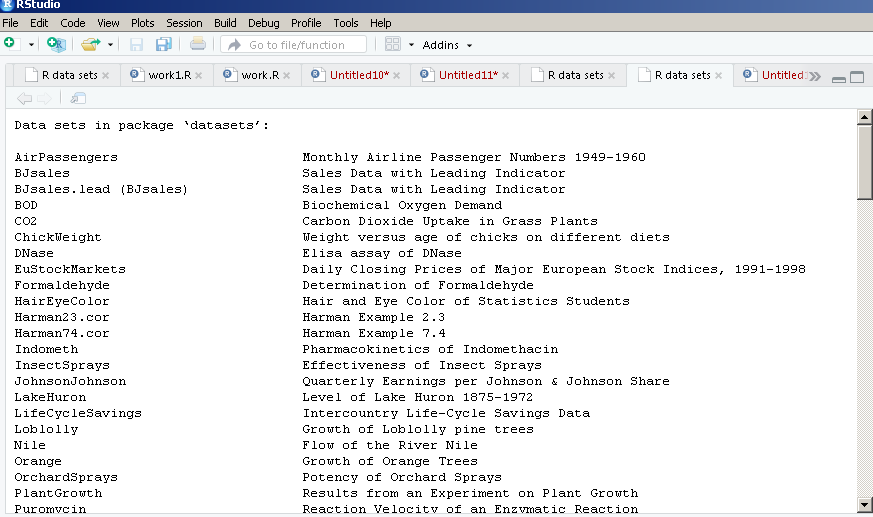 RStudio
File Edit Code View Plots Session Build Debug Profile Tools Help
Go to file/function Addins
R data sets work1.R work.R Untitled10* Untitled11* R data sets R data sets Untitled
Data sets in package ‘datasets’:
AirPassengers Monthly Airline Passenger Numbers 1949-1960
BJsales Sales Data with Leading Indicator
BJsales.lead (BJsales) Sales Data with Leading Indicator
BOD Biochemical Oxygen Demand
CO2 Carbon Dioxide Uptake in Grass Plants
ChickWeight Weight versus age of chicks on different diets
DNase Elisa assay of DNase
EuStockMarkets Daily Closing Prices of Major European Stock Indices, 1991-1998
Formaldehyde Determination of Formaldehyde
HairEyeColor Hair and Eye Color of Statistics Students
Harman23.cor Harman Example 2.3
Harman74.cor Harman Example 7.4
Indometh Pharmacokinetics of Indomethacin
InsectSprays Effectiveness of Insect Sprays
JohnsonJohnson Quarterly Earnings per Johnson & Johnson Share
LakeHuron Level of Lake Huron 1875-1972
LifeCycleSavings Intercountry Life-Cycle Savings Data
Loblolly Growth of Loblolly pine trees
Nile Flow of the River Nile
Orange Growth of Orange Trees
OrchardSprays Potency of Orchard Sprays
PlantGrowth Results from an Experiment on Plant Growth
Puromycin Reaction Velocity of an Enzymatic Reaction